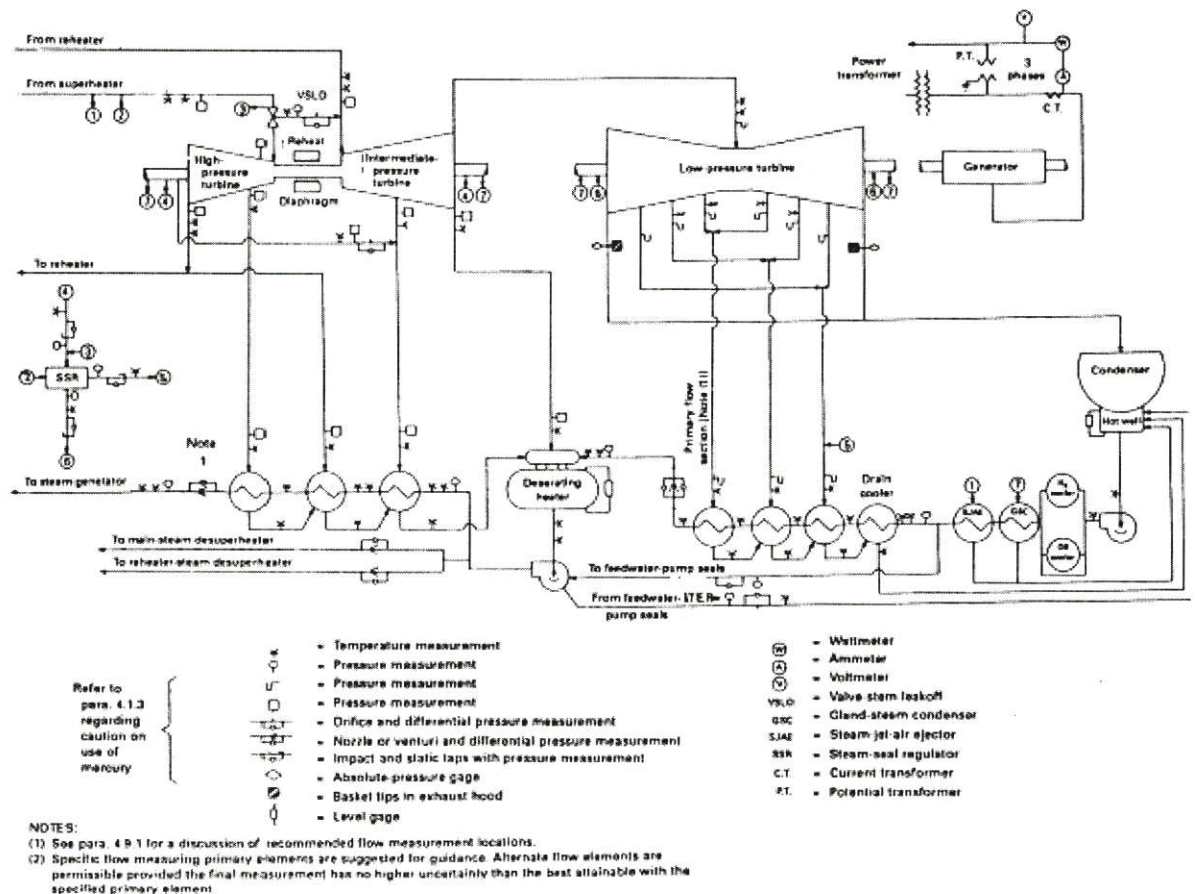 From reheater
From superheater
VSLO
Reheat
High-
pressure
turbine
Intermediate-
pressure
turbine
Diaphragm
Low-pressure turbine
Power
transformer
P.T.
3
phases
C.T.
Generator
To reheater
SSR
Note
1
To steam genelator
Deserating
heater
Primary flow
section (Note (1))
Drain
cooler
Condenser
Hot well
SJAE
GSC
To main-steam desuperheater
To reheater-steam desuperheater
To feedwater-pump seals
From feedwater-
pump seals
Refer to
para. 4.1.3
regarding
caution on
use of
mercury
= Temperature measurement
= Pressure measurement
= Pressure measurement
= Pressure measurement
= Orifice and differential pressure measurement
= Nozzle or venturi and differential pressure measurement
= Impact and static taps with pressure measurement
= Absolute-pressure gage
= Basket tips in exhaust hood
= Level gage
W = Wattmeter
A = Ammeter
V = Voltmeter
VSLO = Valve stem leakoff
GSC = Gland-steam condenser
SJAE = Steam-jet-air ejector
SSR = Steam-seal regulator
C.T. = Current transformer
P.T. = Potential transformer
NOTES:
(1) See para. 4.9.1 for a discussion of recommended flow measurement locations.
(2) Specific flow measuring primary elements are suggested for guidance. Alternate flow elements are
permissible provided the final measurement has no higher uncertainty than the best attainable with the
specified primary element